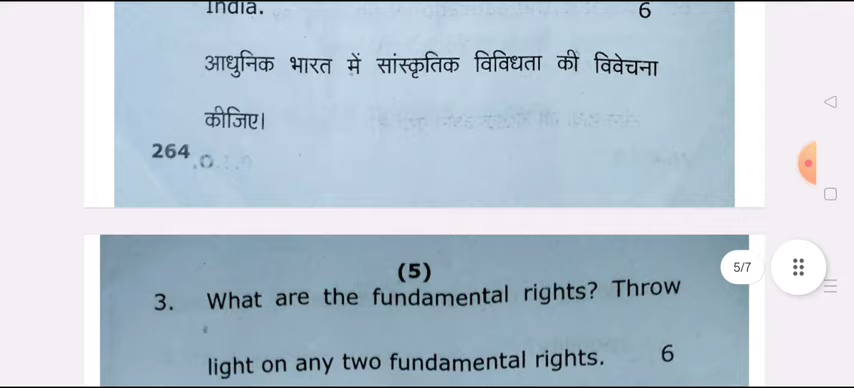 India.
6
आधुनिक भारत में सांस्कृतिक विविधता की विवेचना
कीजिए।
264
5/7
(5)
3. What are the fundamental rights? Throw
light on any two fundamental rights. 6